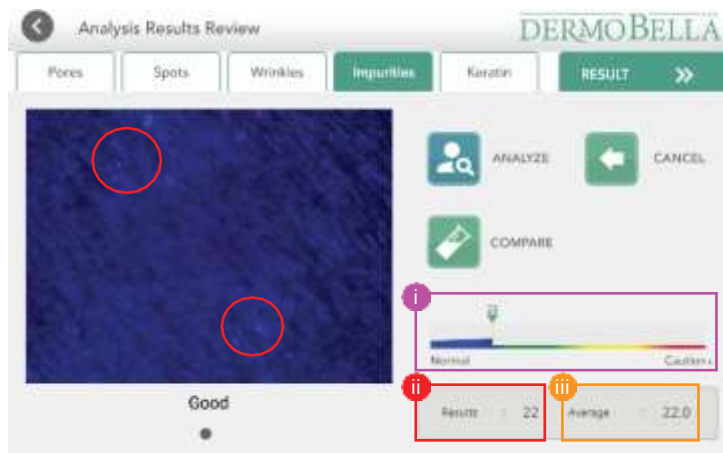 Analysis Results Review
DERMOBELLA
Pores
Spots
Wrinkles
Impurities
Keratin
RESULT »
ANALYZE
CANCEL
COMPARE
i
22
Normal
Caution
ii
iii
Results : 22
Average : 22.0
Good